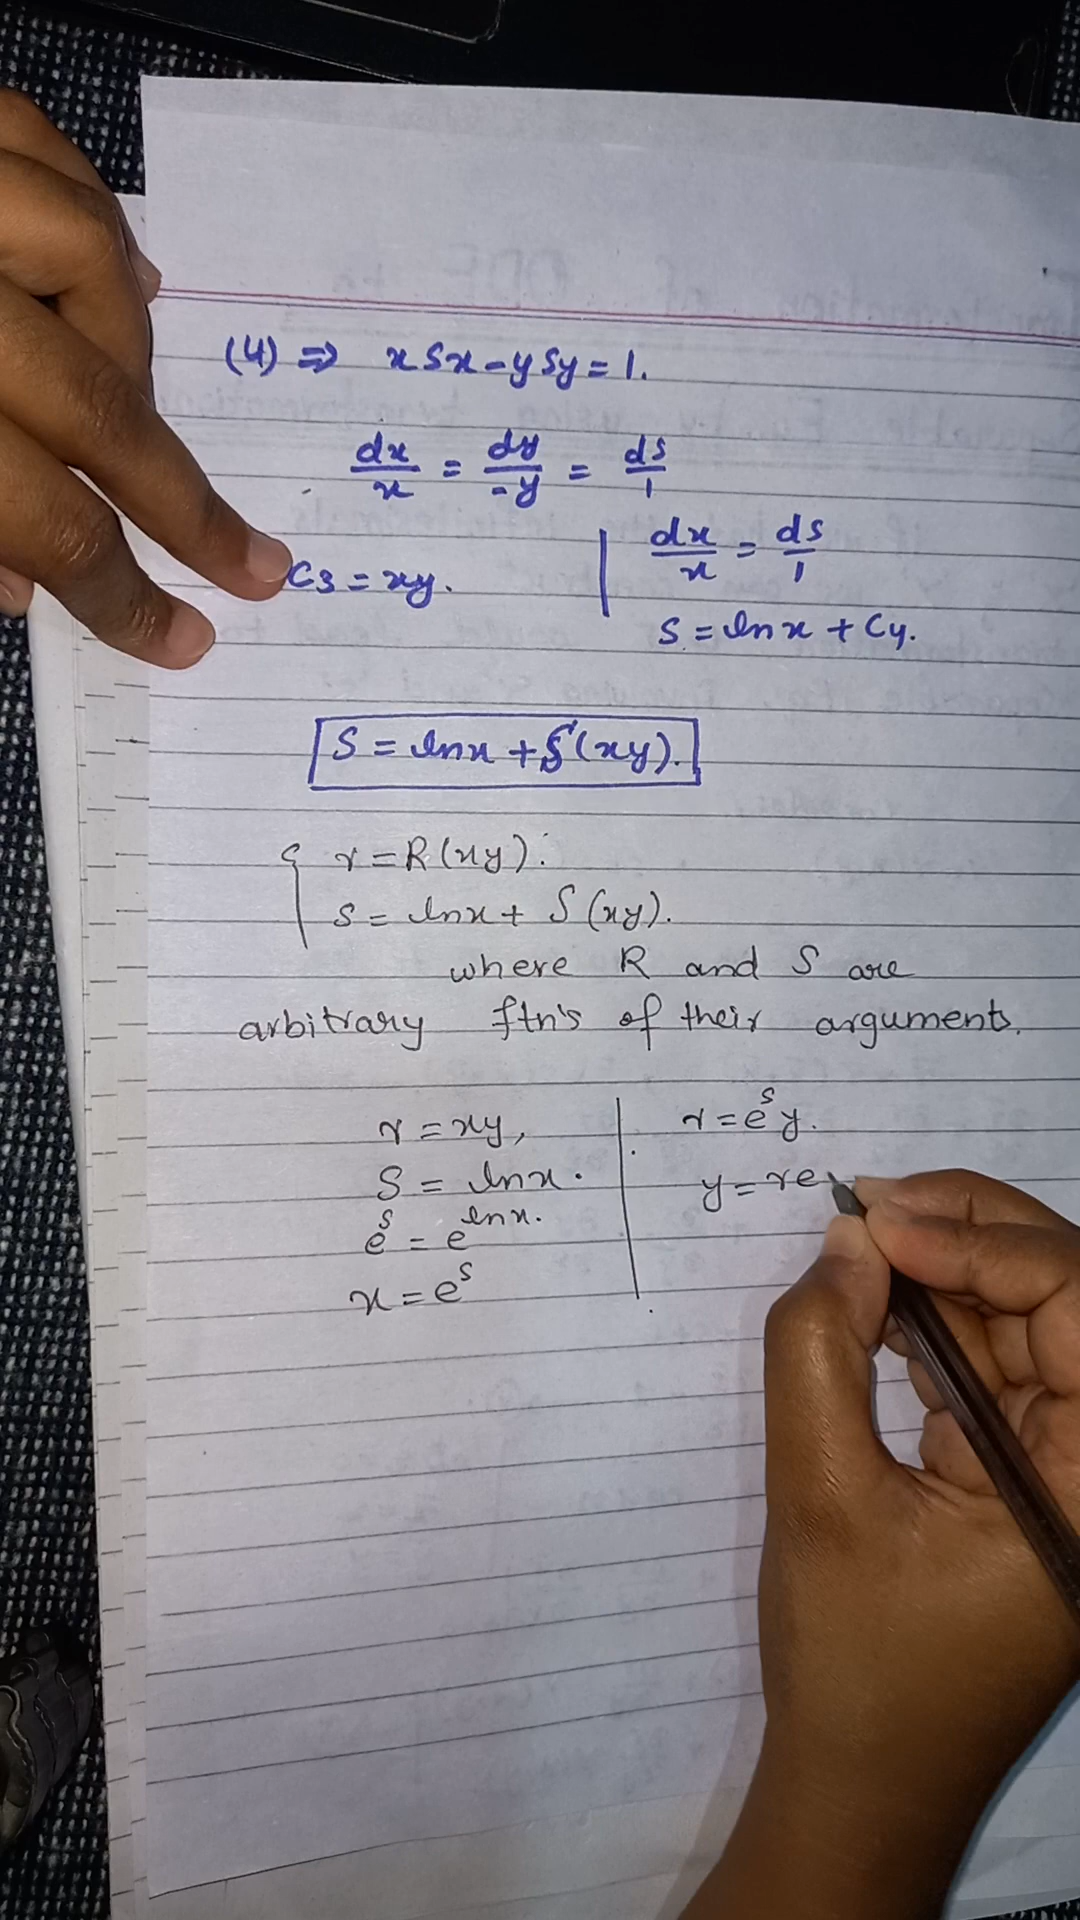 (4) ⇒ x Sx - y Sy = 1.
dx/x = dy/-y = ds/1
C3 = xy. | dx/x = ds/1
S = ln x + C4.
S = ln x + S(xy).
r = R(xy).
S = ln x + S(xy).
where R and S are
arbitrary ftn's of their arguments.
r = xy,
S = ln x.
e^s = e^ln x.
x = e^s
r = e^s y.
y = re